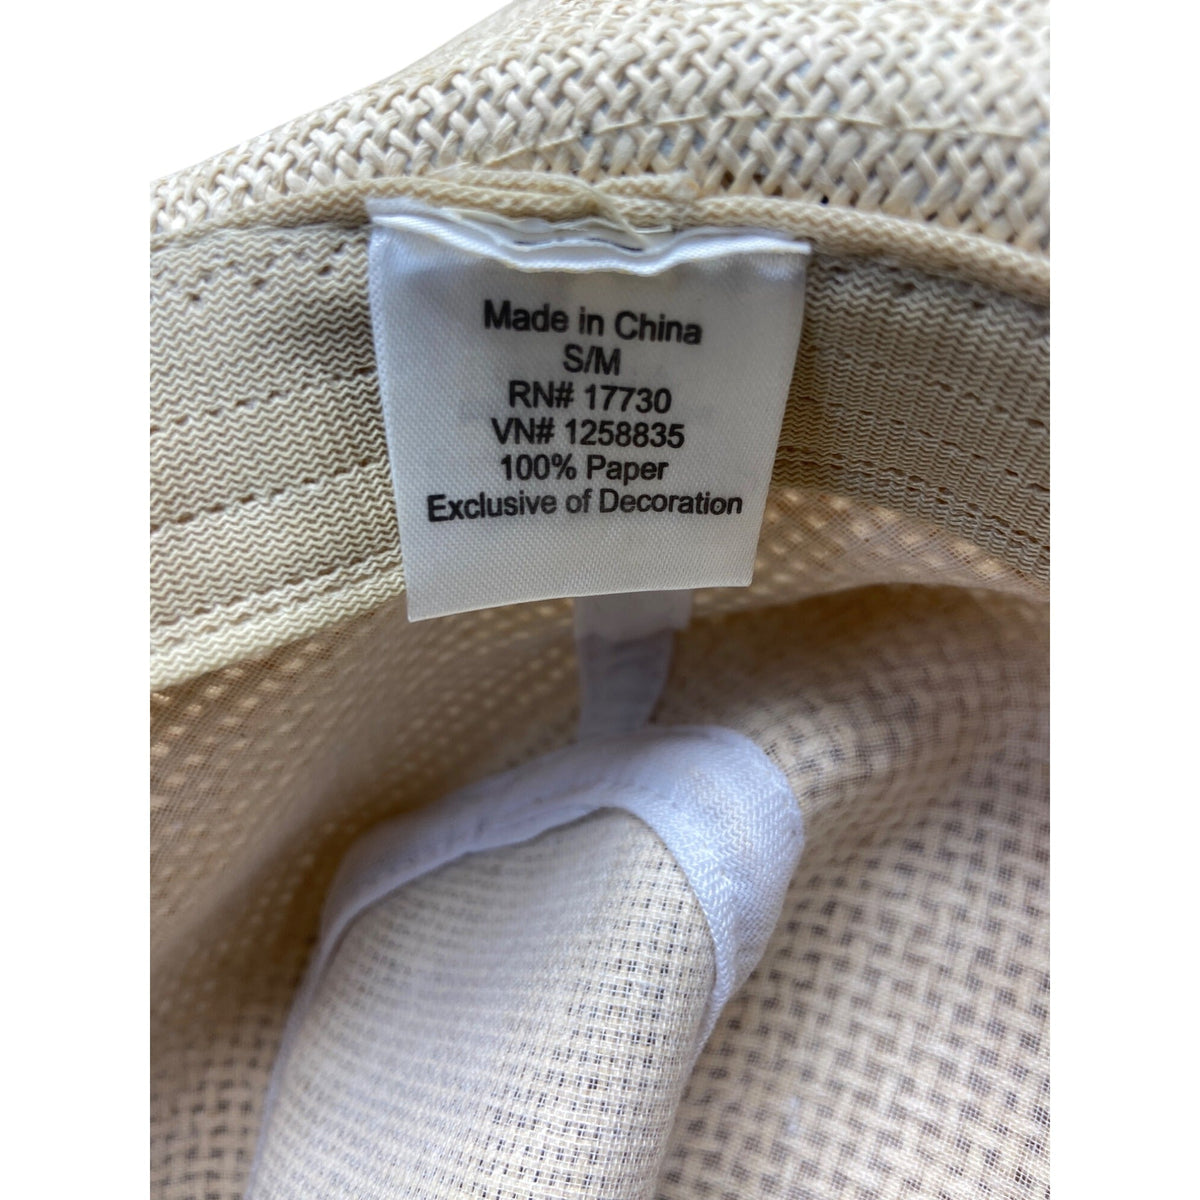 Made in China
S/M
RN# 17730
VN# 1258835
100% Paper
Exclusive of Decoration